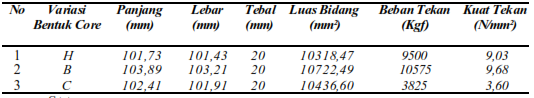 No Variasi Bentuk Core Panjang (mm) Lebar (mm) Tebal (mm) Luas Bidang (mm²) Beban Tekan (Kgf) Kuat Tekan (N/mm²)
1 H 101,73 101,43 20 10318,47 9500 9,03
2 B 103,89 103,21 20 10722,49 10575 9,68
3 C 102,41 101,91 20 10436,60 3825 3,60